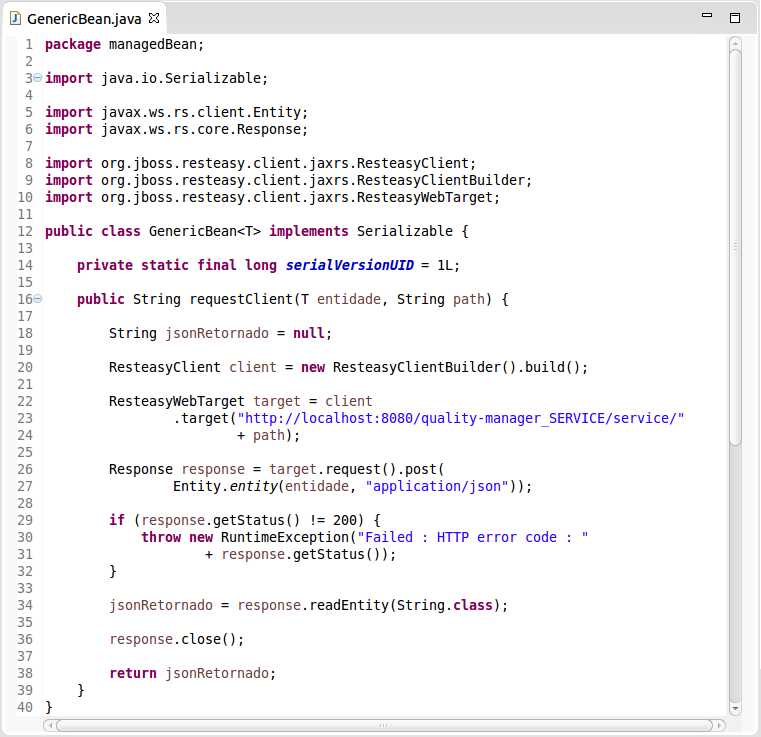 GenericBean.java
1 package managedBean;
2
3 import java.io.Serializable;
4
5 import javax.ws.rs.client.Entity;
6 import javax.ws.rs.core.Response;
7
8 import org.jboss.resteasy.client.jaxrs.ResteasyClient;
9 import org.jboss.resteasy.client.jaxrs.ResteasyClientBuilder;
10 import org.jboss.resteasy.client.jaxrs.ResteasyWebTarget;
11
12 public class GenericBean<T> implements Serializable {
13
14     private static final long serialVersionUID = 1L;
15
16     public String requestClient(T entidade, String path) {
17
18         String jsonRetornado = null;
19
20         ResteasyClient client = new ResteasyClientBuilder().build();
21
22         ResteasyWebTarget target = client
23                 .target("http://localhost:8080/quality-manager_SERVICE/service/"
24                         + path);
25
26         Response response = target.request().post(
27                 Entity.entity(entidade, "application/json"));
28
29         if (response.getStatus() != 200) {
30             throw new RuntimeException("Failed : HTTP error code : "
31                     + response.getStatus());
32         }
33
34         jsonRetornado = response.readEntity(String.class);
35
36         response.close();
37
38         return jsonRetornado;
39     }
40 }